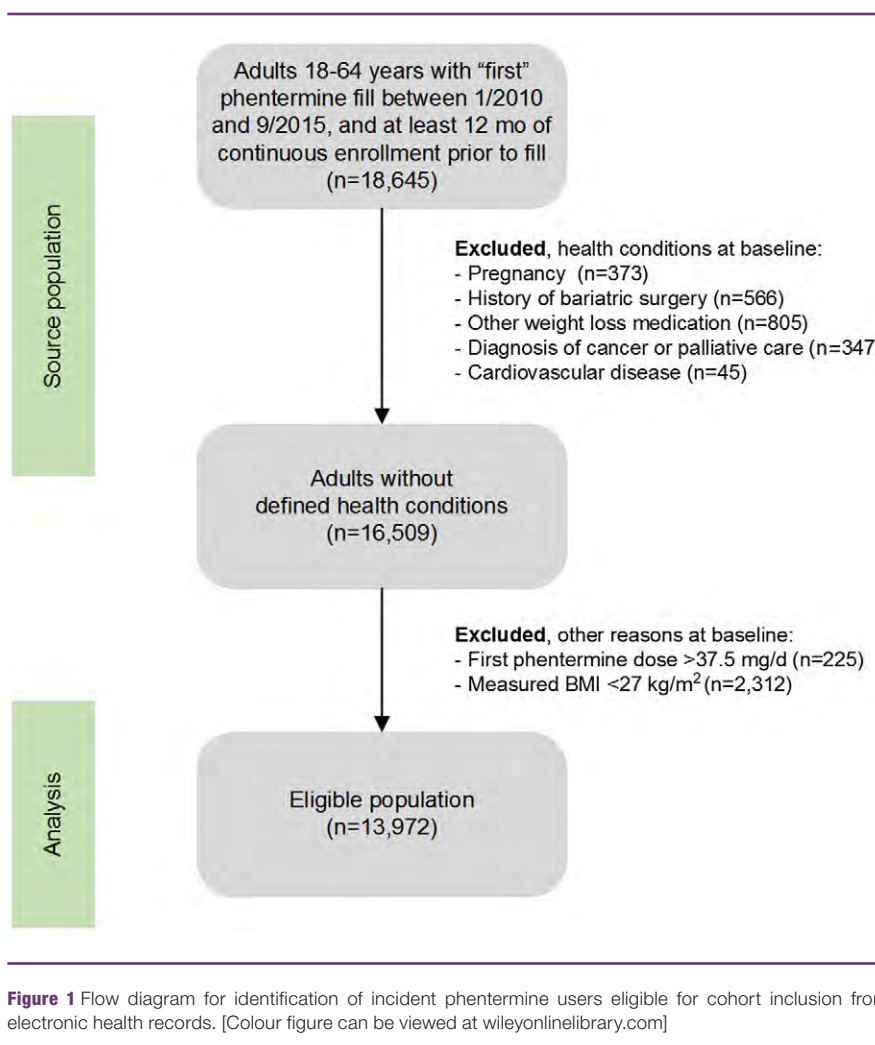 Adults 18-64 years with “first”
phentermine fill between 1/2010
and 9/2015, and at least 12 mo of
continuous enrollment prior to fill
(n=18,645)
Source population
Excluded, health conditions at baseline:
- Pregnancy (n=373)
- History of bariatric surgery (n=566)
- Other weight loss medication (n=805)
- Diagnosis of cancer or palliative care (n=347
- Cardiovascular disease (n=45)
Adults without
defined health conditions
(n=16,509)
Excluded, other reasons at baseline:
- First phentermine dose >37.5 mg/d (n=225)
- Measured BMI <27 kg/m² (n=2,312)
Analysis
Eligible population
(n=13,972)
Figure 1 Flow diagram for identification of incident phentermine users eligible for cohort inclusion fro
electronic health records. [Colour figure can be viewed at wileyonlinelibrary.com]